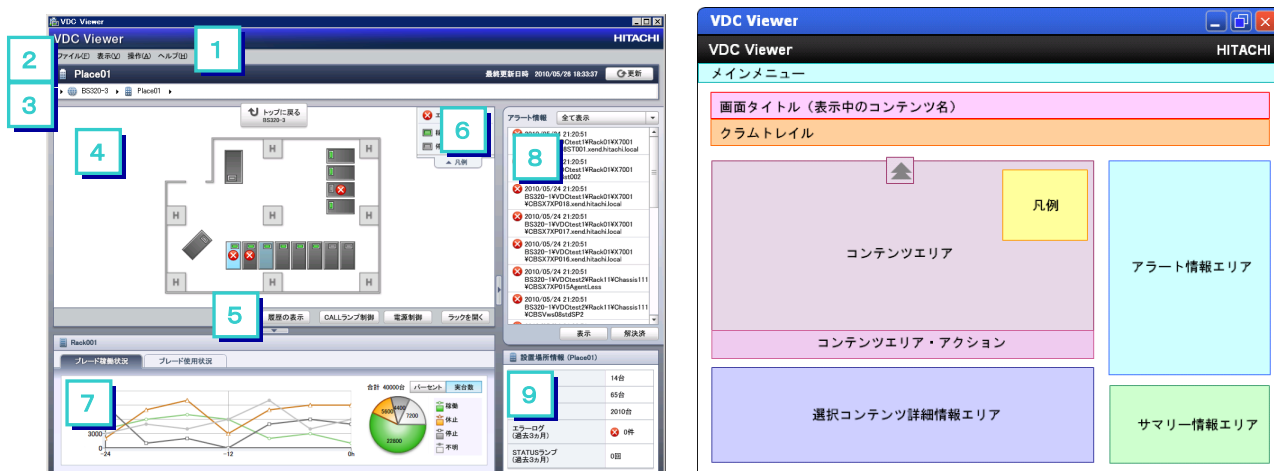 VDC Viewer
VDC Viewer
HITACHI
1
ファイル(F) 表示(V) 操作(A) ヘルプ(H)
2
Place01
最終更新日時 2010/05/26 18:33:37
更新
3
BS320-3 Place01
4
トップに戻る
BS320-3
6
凡例
H
H
H
H
H
H
H
H
5
履歴の表示
CALLランプ制御
電源制御
ラックを開く
アラート情報
全て表示
8
2010/05/24 21:20:51
2010/05/24 21:20:51
BS320-1¥VDCtest1¥Rack01¥X7001
¥CBSX7XP018.xend.hitachi.local
2010/05/24 21:20:51
BS320-1¥VDCtest1¥Rack01¥X7001
¥CBSX7XP017.xend.hitachi.local
2010/05/24 21:20:51
BS320-1¥VDCtest1¥Rack01¥X7001
¥CBSX7XP016.xend.hitachi.local
2010/05/24 21:20:51
BS320-1¥VDCtest2¥Rack11¥Chassis111
¥CBSX7XP015AgentLess
2010/05/24 21:20:51
BS320-1¥VDCtest2¥Rack11¥Chassis111
¥CBSVws08stdSP2
表示
解決済
Rack001
ブレード稼働状況
ブレード使用状況
7
3000
0
-24
-12
0h
合計 40000台
パーセント
実台数
4400
5600
7200
22800
稼働
休止
停止
不明
設置場所情報 (Place01)
9
14台
65台
2010台
エラーログ
(過去3ヵ月)
0件
STATUSランプ
(過去3ヵ月)
0回
VDC Viewer
VDC Viewer
HITACHI
メインメニュー
画面タイトル（表示中のコンテンツ名）
クラムトレイル
凡例
コンテンツエリア
アラート情報エリア
コンテンツエリア・アクション
選択コンテンツ詳細情報エリア
サマリー情報エリア